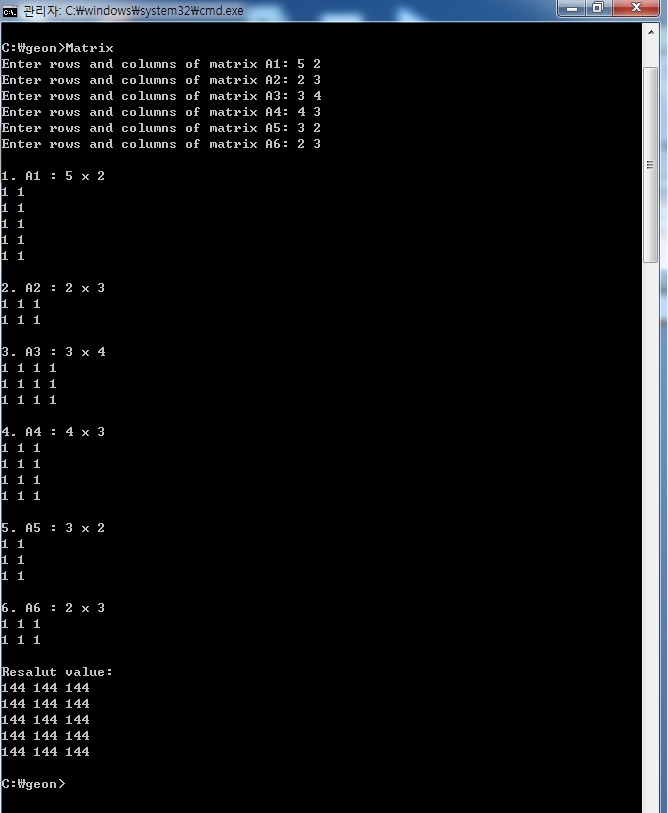 관리자: C:₩windows₩system32₩cmd.exe
C:₩geon>Matrix
Enter rows and columns of matrix A1: 5 2
Enter rows and columns of matrix A2: 2 3
Enter rows and columns of matrix A3: 3 4
Enter rows and columns of matrix A4: 4 3
Enter rows and columns of matrix A5: 3 2
Enter rows and columns of matrix A6: 2 3
1. A1 : 5 x 2
1 1
1 1
1 1
1 1
1 1
2. A2 : 2 x 3
1 1 1
1 1 1
3. A3 : 3 x 4
1 1 1 1
1 1 1 1
1 1 1 1
4. A4 : 4 x 3
1 1 1
1 1 1
1 1 1
1 1 1
5. A5 : 3 x 2
1 1
1 1
1 1
6. A6 : 2 x 3
1 1 1
1 1 1
Resalut value:
144 144 144
144 144 144
144 144 144
144 144 144
144 144 144
C:₩geon>